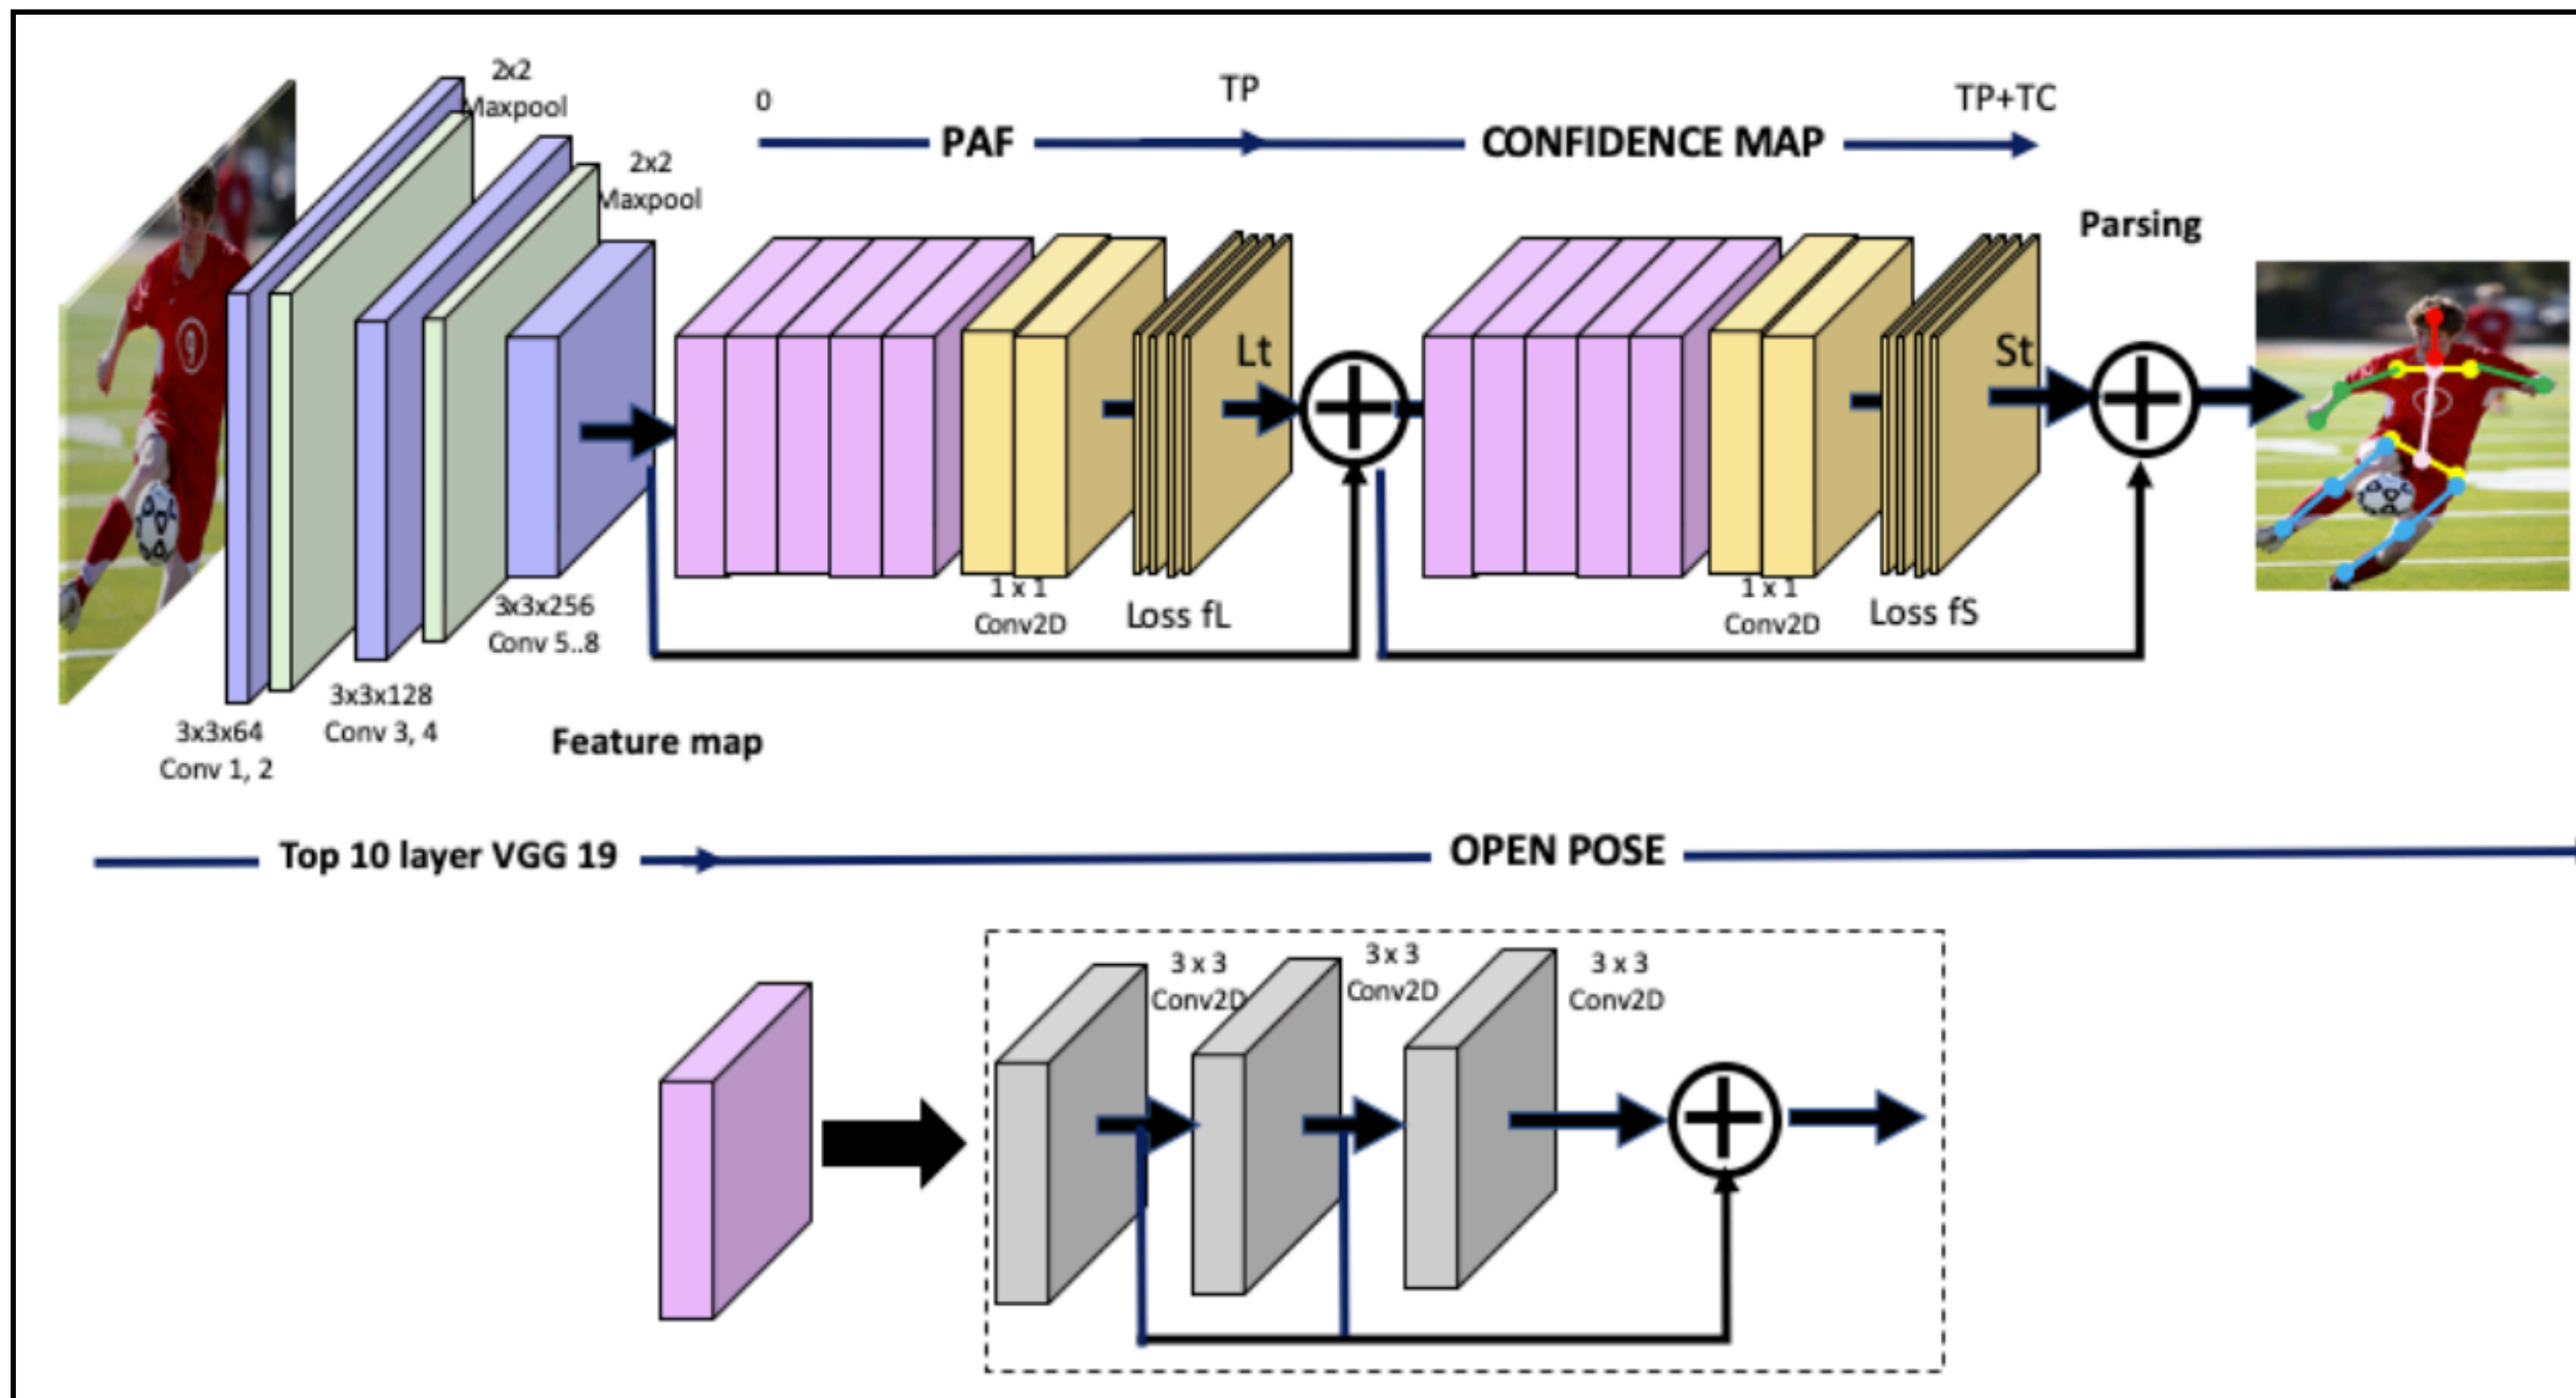 2x2
Maxpool
2x2
Maxpool
0
TP
TP+TC
PAF
CONFIDENCE MAP
Parsing
9
Lt
St
1 x 1
Conv2D
Loss fL
1 x 1
Conv2D
Loss fS
3x3x256
Conv 5..8
3x3x128
Conv 3, 4
3x3x64
Conv 1, 2
Feature map
Top 10 layer VGG 19
OPEN POSE
3 x 3
Conv2D
3 x 3
Conv2D
3 x 3
Conv2D